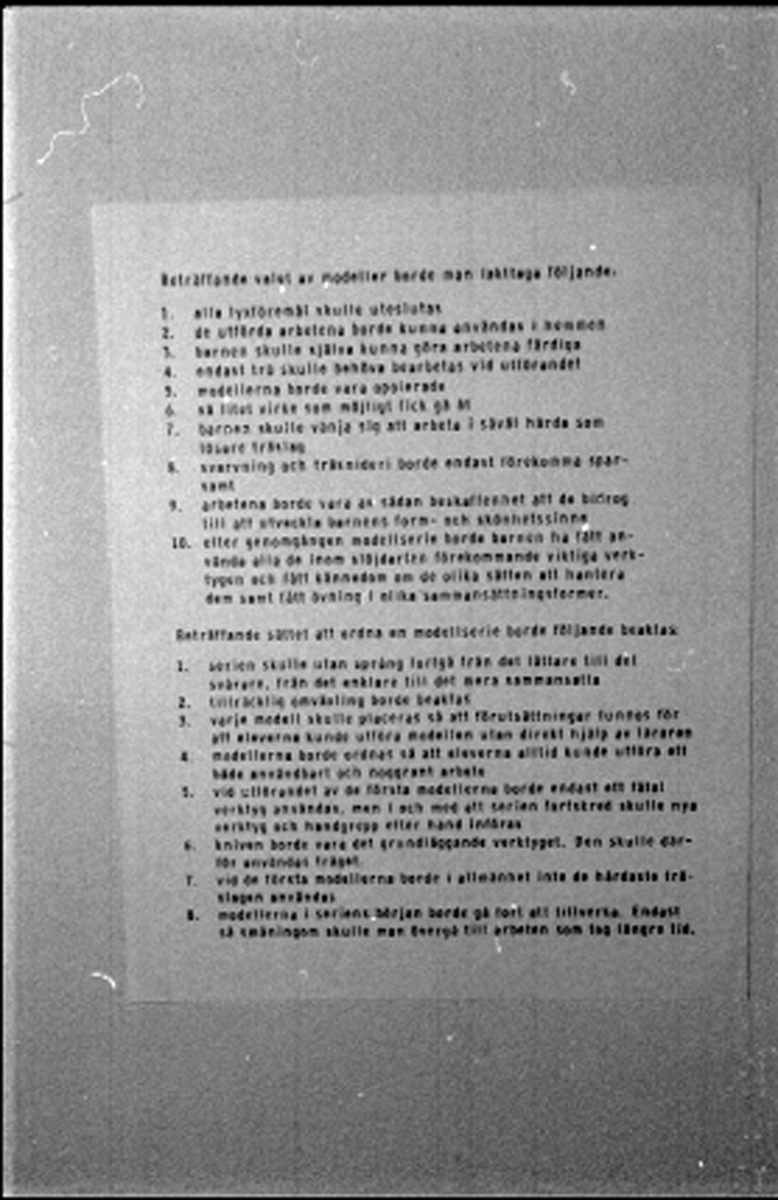 Beträffande valet av modeller borde man iakttaga följande:
1. alla lyxföremål skulle uteslutas
2. de utförda arbetena borde kunna användas i hemmen
3. barnen skulle själva kunna göra arbetena färdiga
4. endast trä skulle behöva bearbetas vid utförandet
5. modellerna borde vara opolerade
6. så litet virke som möjligt fick gå åt
7. barnen skulle vänja sig att arbeta i såväl hårda som
lösare träslag
8. svarvning och träsnideri borde endast förekomma spar-
samt
9. arbetena borde vara av sådan beskaffenhet att de bidrog
till att utveckla barnens form- och skönhetssinne
10. efter genomgången modellserie borde barnen ha fått an-
vända alla de inom slöjdarten förekommande viktiga verk-
tygen och fått kännedom om de olika sätten att hantera
dem samt fått övning i olika sammansättningsformer.
Beträffande sättet att ordna en modellserie borde följande beaktas:
1. serien skulle utan språng fortgå från det lättare till det
svårare, från det enklare till det mera sammansatta
2. tillräcklig omväxling borde beaktas
3. varje modell skulle placeras så att förutsättningar funnes för
att eleverna kunde utföra modellen utan direkt hjälp av läraren
4. modellerna borde ordnas så att eleverna alltid kunde utföra ett
både användbart och noggrant arbete
5. vid utförandet av de första modellerna borde endast ett fåtal
verktyg användas, men i och med att serien fortskred skulle nya
verktyg och handgrepp efter hand införas
6. kniven borde vara det grundläggande verktyget. Den skulle där-
för användas träget.
7. vid de första modellerna borde i allmänhet inte de hårdaste trä-
slagen användas
8. modellerna i seriens början borde gå fort att tillverka. Endast
så småningom skulle man övergå till arbeten som tog längre tid.